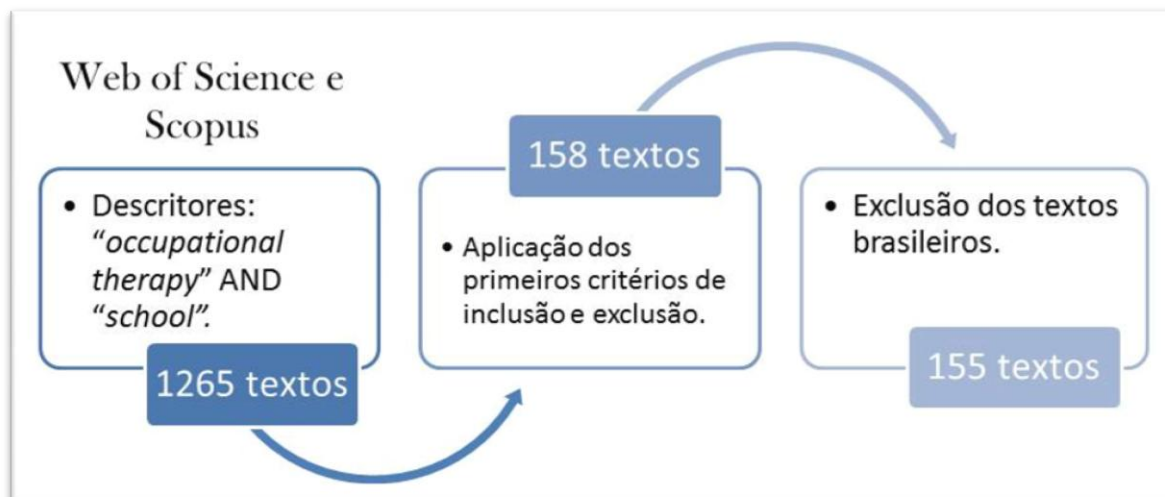 Web of Science e
Scopus
• Descritores:
“occupational
therapy” AND
“school”.
1265 textos
158 textos
• Aplicação dos
primeiros critérios de
inclusão e exclusão.
• Exclusão dos textos
brasileiros.
155 textos